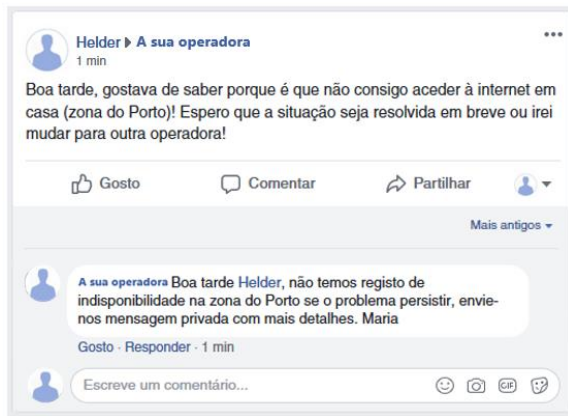 Helder ▶ A sua operadora
1 min
Boa tarde, gostava de saber porque é que não consigo aceder à internet em
casa (zona do Porto)! Espero que a situação seja resolvida em breve ou irei
mudar para outra operadora!
Gosto Comentar Partilhar
Mais antigos
A sua operadora Boa tarde Helder, não temos registo de
indisponibilidade na zona do Porto se o problema persistir, envie-
nos mensagem privada com mais detalhes. Maria
Gosto · Responder · 1 min
Escreve um comentário... GIF